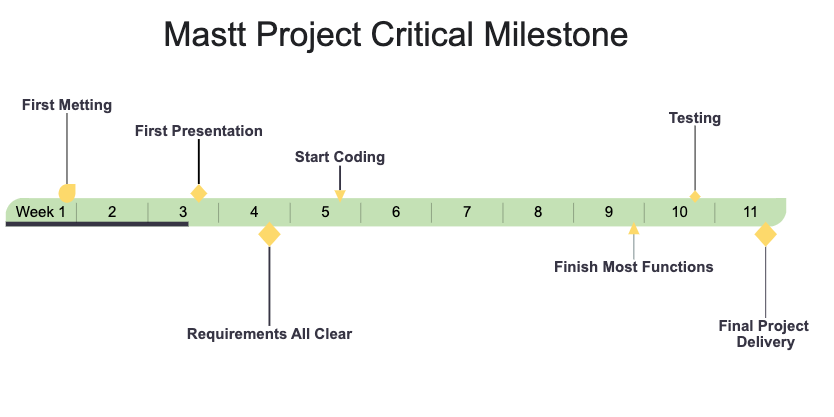 Mastt Project Critical Milestone
First Metting
First Presentation
Start Coding
Testing
Week 1 2 3 4 5 6 7 8 9 10 11
Finish Most Functions
Requirements All Clear
Final Project
Delivery